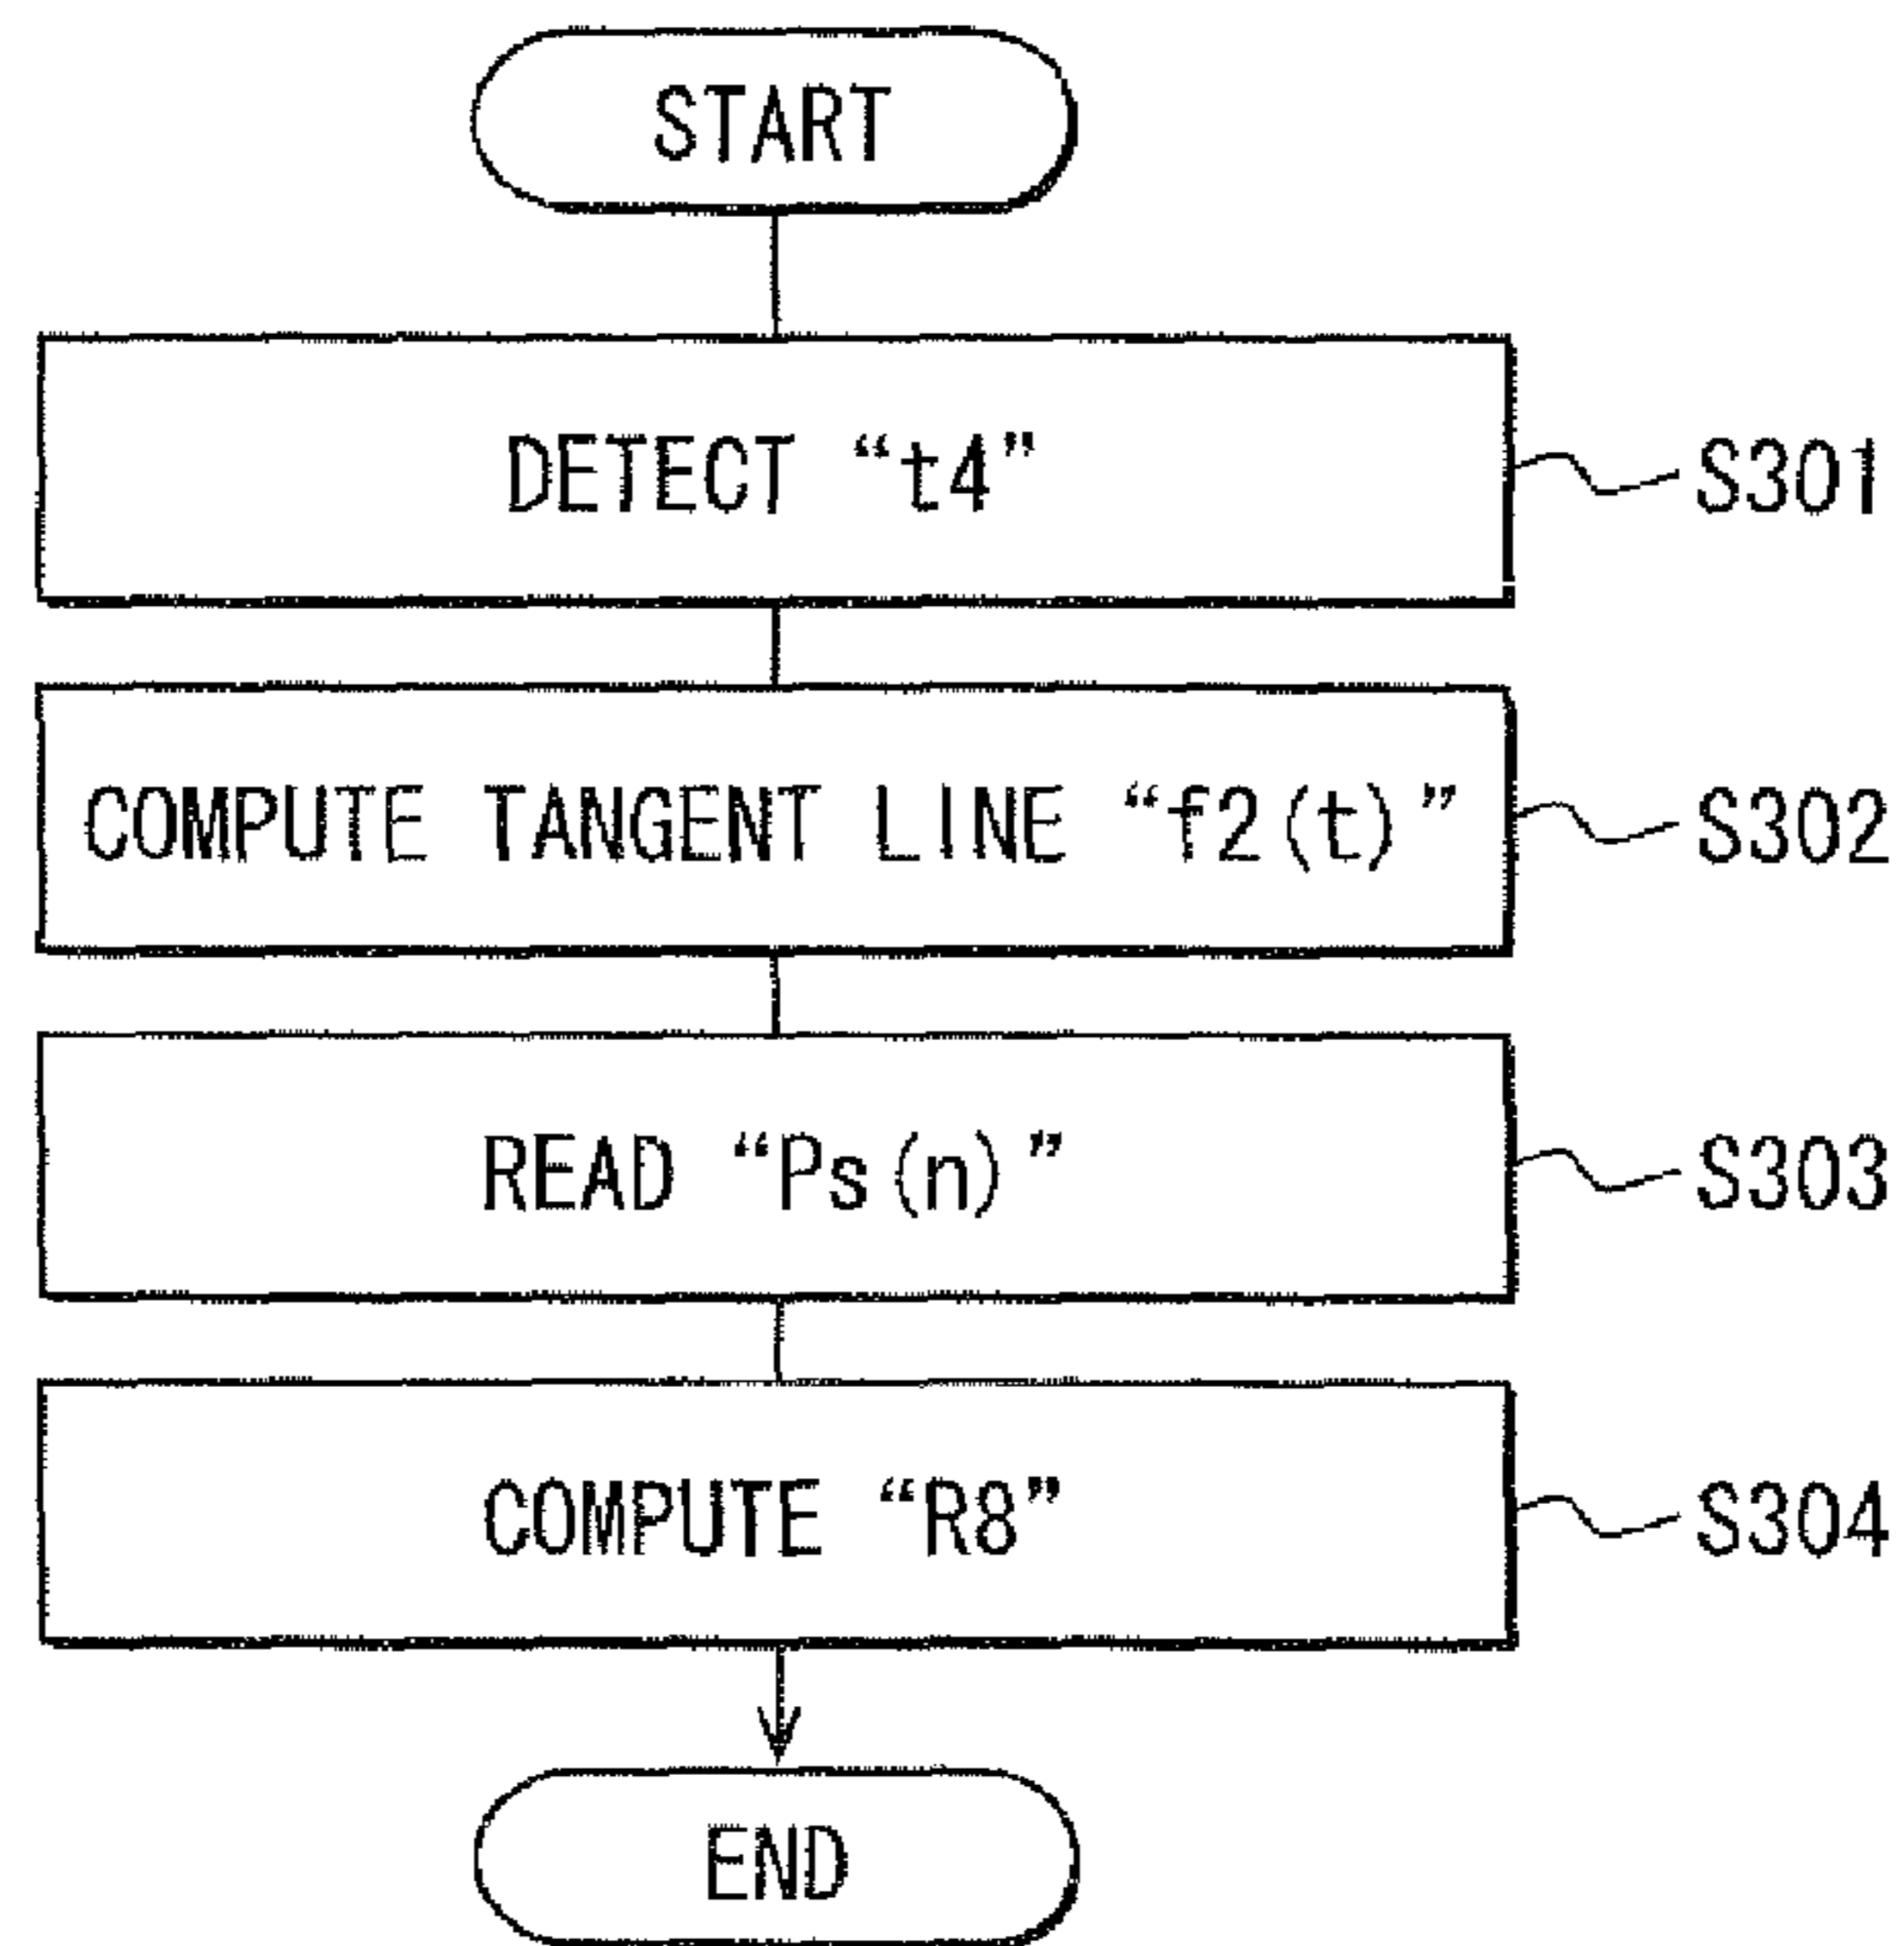 START
DETECT “t4”
S301
COMPUTE TANGENT LINE “f2(t)”
S302
READ “Ps(n)”
S303
COMPUTE “R8”
S304
END